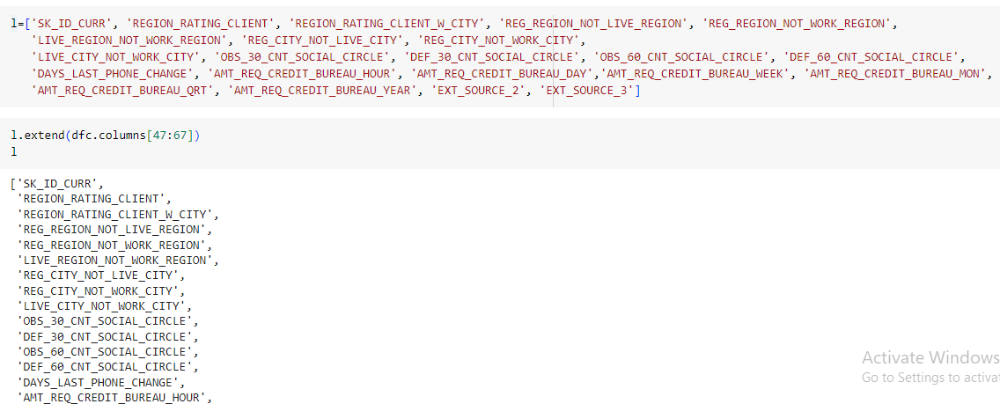 l=['SK_ID_CURR', 'REGION_RATING_CLIENT', 'REGION_RATING_CLIENT_W_CITY', 'REG_REGION_NOT_LIVE_REGION', 'REG_REGION_NOT_WORK_REGION',
'LIVE_REGION_NOT_WORK_REGION', 'REG_CITY_NOT_LIVE_CITY', 'REG_CITY_NOT_WORK_CITY',
'LIVE_CITY_NOT_WORK_CITY', 'OBS_30_CNT_SOCIAL_CIRCLE', 'DEF_30_CNT_SOCIAL_CIRCLE', 'OBS_60_CNT_SOCIAL_CIRCLE', 'DEF_60_CNT_SOCIAL_CIRCLE',
'DAYS_LAST_PHONE_CHANGE', 'AMT_REQ_CREDIT_BUREAU_HOUR', 'AMT_REQ_CREDIT_BUREAU_DAY','AMT_REQ_CREDIT_BUREAU_WEEK', 'AMT_REQ_CREDIT_BUREAU_MON',
'AMT_REQ_CREDIT_BUREAU_QRT', 'AMT_REQ_CREDIT_BUREAU_YEAR', 'EXT_SOURCE_2', 'EXT_SOURCE_3']
l.extend(dfc.columns[47:67])
l
['SK_ID_CURR',
'REGION_RATING_CLIENT',
'REGION_RATING_CLIENT_W_CITY',
'REG_REGION_NOT_LIVE_REGION',
'REG_REGION_NOT_WORK_REGION',
'LIVE_REGION_NOT_WORK_REGION',
'REG_CITY_NOT_LIVE_CITY',
'REG_CITY_NOT_WORK_CITY',
'LIVE_CITY_NOT_WORK_CITY',
'OBS_30_CNT_SOCIAL_CIRCLE',
'DEF_30_CNT_SOCIAL_CIRCLE',
'OBS_60_CNT_SOCIAL_CIRCLE',
'DEF_60_CNT_SOCIAL_CIRCLE',
'DAYS_LAST_PHONE_CHANGE',
'AMT_REQ_CREDIT_BUREAU_HOUR',
Activate Windows
Go to Settings to activa